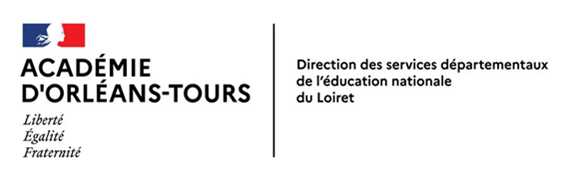 ACADÉMIE
D'ORLÉANS-TOURS
Liberté
Égalité
Fraternité
Direction des services départementaux
de l'éducation nationale
du Loiret